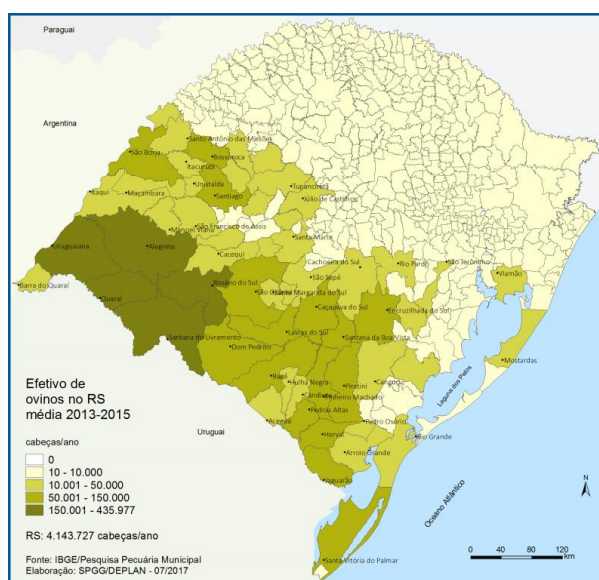 Paraguai
Argentina
Santo Antônio das Missões
São Borja
Bossoroca
Itacurubi
Unistalda
Tupanciretã
Itaqui
Maçambara
Santiago
Júlio de Castilhos
São Francisco de Assis
Manoel Viana
Santa Maria
Uruguaiana
Alegrete
Cacequi
Cachoeira do Sul
Rio Pardo
São Jerônimo
Viamão
Barra do Quaraí
Rosário do Sul
São Sepé
Quaraí
São Gabriel
Santa Margarida do Sul
Caçapava do Sul
Encruzilhada do Sul
Santana do Livramento
Lavras do Sul
Santana da Boa Vista
Dom Pedrito
Mostardas
Laguna dos Patos
Bagé
Hulha Negra
Piratini
Canguçu
Candiota
Pinheiro Machado
Pedras Altas
Aceguá
Pedro Osório
Rio Grande
Herval
Arroio Grande
Jaguarão
Santa Vitória do Palmar
Uruguai
Oceano Atlântico
Efetivo de
ovinos no RS
média 2013-2015
cabeças/ano
0
10 - 10.000
10.001 - 50.000
50.001 - 150.000
150.001 - 435.977
RS: 4.143.727 cabeças/ano
Fonte: IBGE/Pesquisa Pecuária Municipal
Elaboração: SPGG/DEPLAN - 07/2017
N
0 20 40 80 120
km